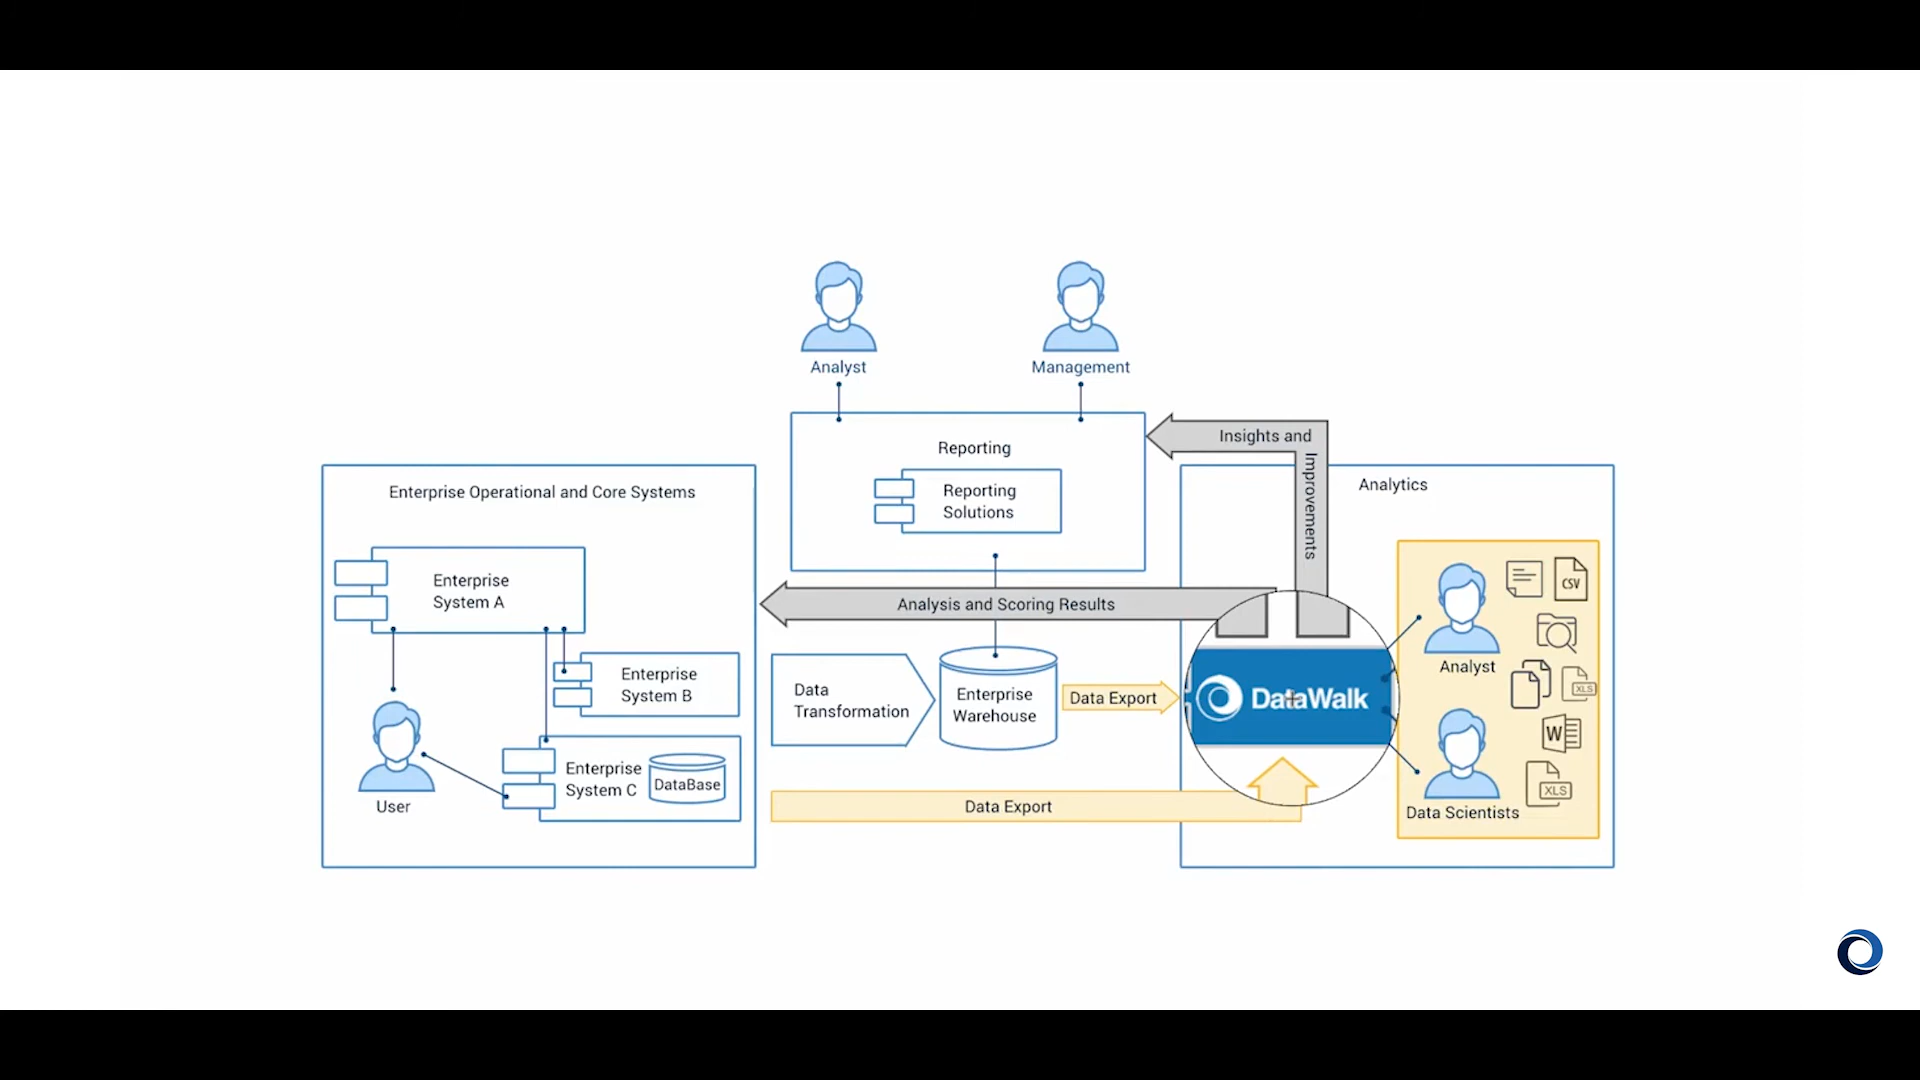 Analyst
Management
Reporting
Reporting
Solutions
Insights and
Improvements
Enterprise Operational and Core Systems
Enterprise
System A
Enterprise
System B
Enterprise
System C
DataBase
User
Analysis and Scoring Results
Data
Transformation
Enterprise
Warehouse
Data Export
Data Export
Analytics
DataWalk
Analyst
Data Scientists
CSV
XLS
W
XLS